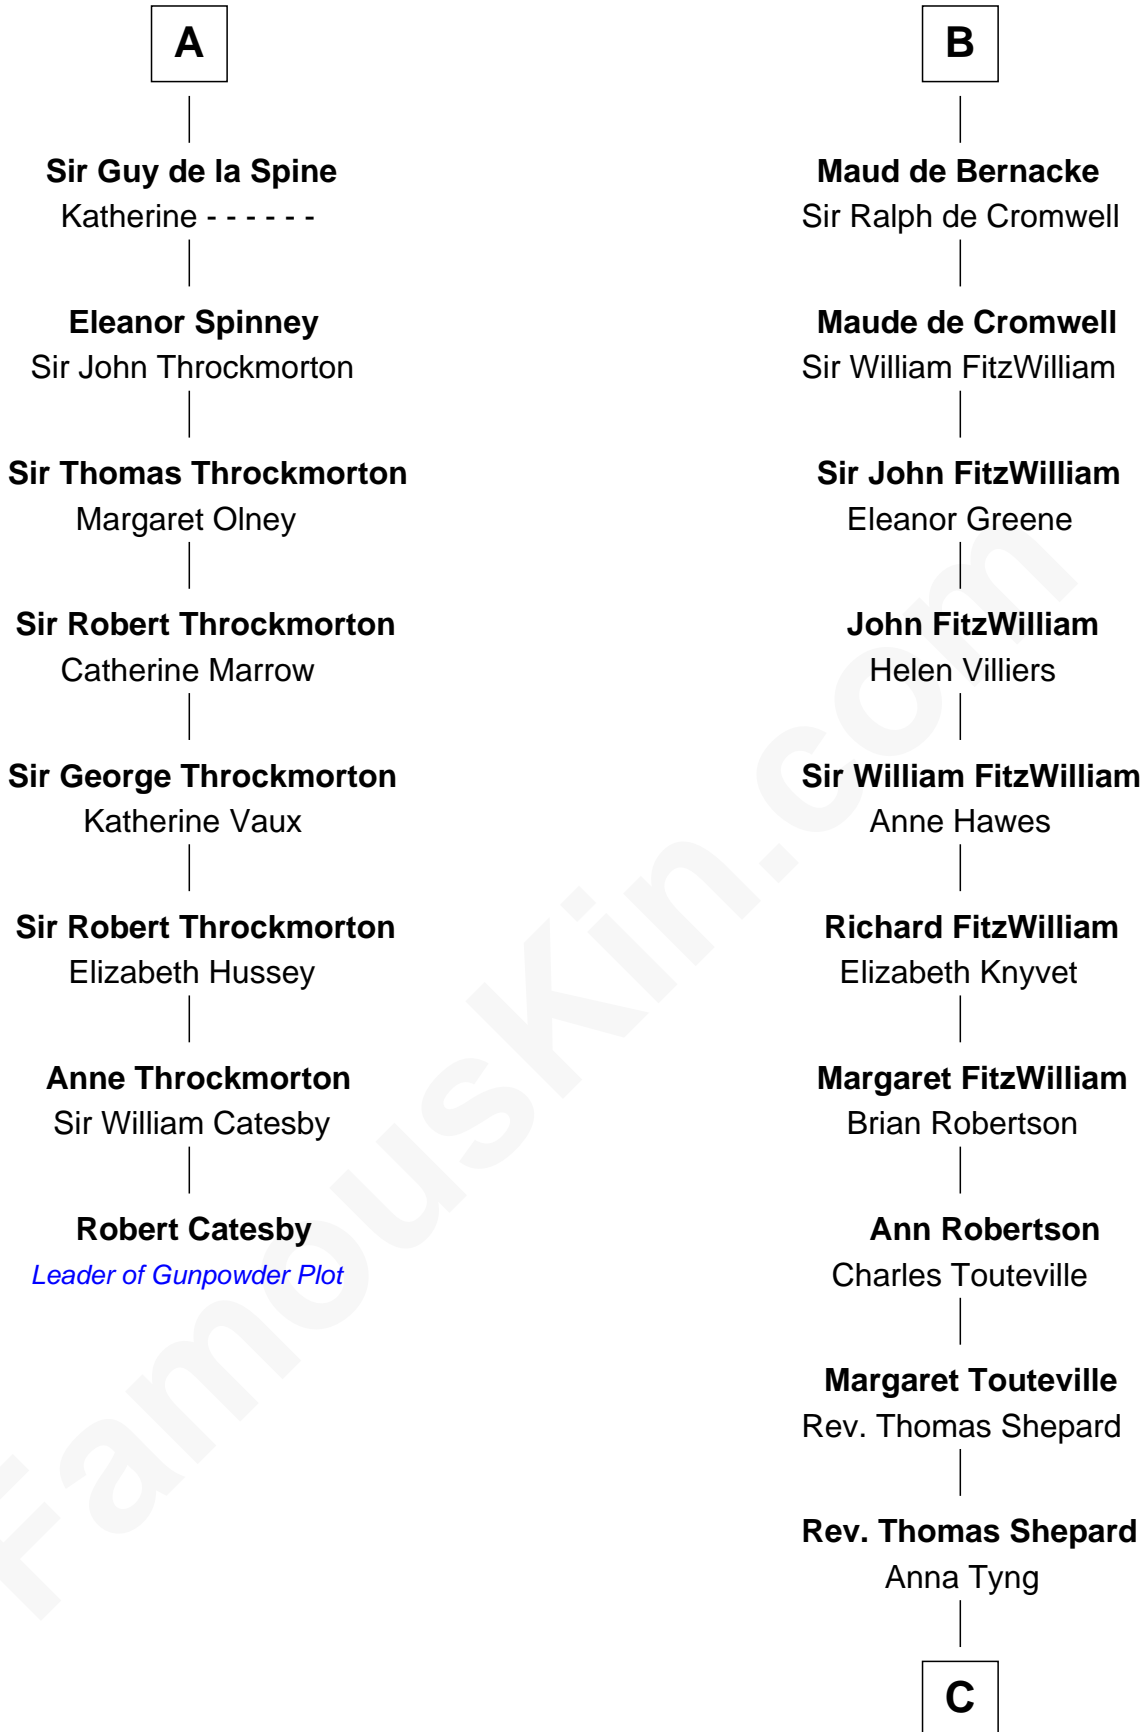 A
Sir Guy de la Spine
Katherine - - - - - -
Eleanor Spinney
Sir John Throckmorton
Sir Thomas Throckmorton
Margaret Olney
Sir Robert Throckmorton
Catherine Marrow
Sir George Throckmorton
Katherine Vaux
Sir Robert Throckmorton
Elizabeth Hussey
Anne Throckmorton
Sir William Catesby
Robert Catesby
Leader of Gunpowder Plot
B
Maud de Bernacke
Sir Ralph de Cromwell
Maude de Cromwell
Sir William FitzWilliam
Sir John FitzWilliam
Eleanor Greene
John FitzWilliam
Helen Villiers
Sir William FitzWilliam
Anne Hawes
Richard FitzWilliam
Elizabeth Knyvet
Margaret FitzWilliam
Brian Robertson
Ann Robertson
Charles Touteville
Margaret Touteville
Rev. Thomas Shepard
Rev. Thomas Shepard
Anna Tyng
C
FamousKin.com